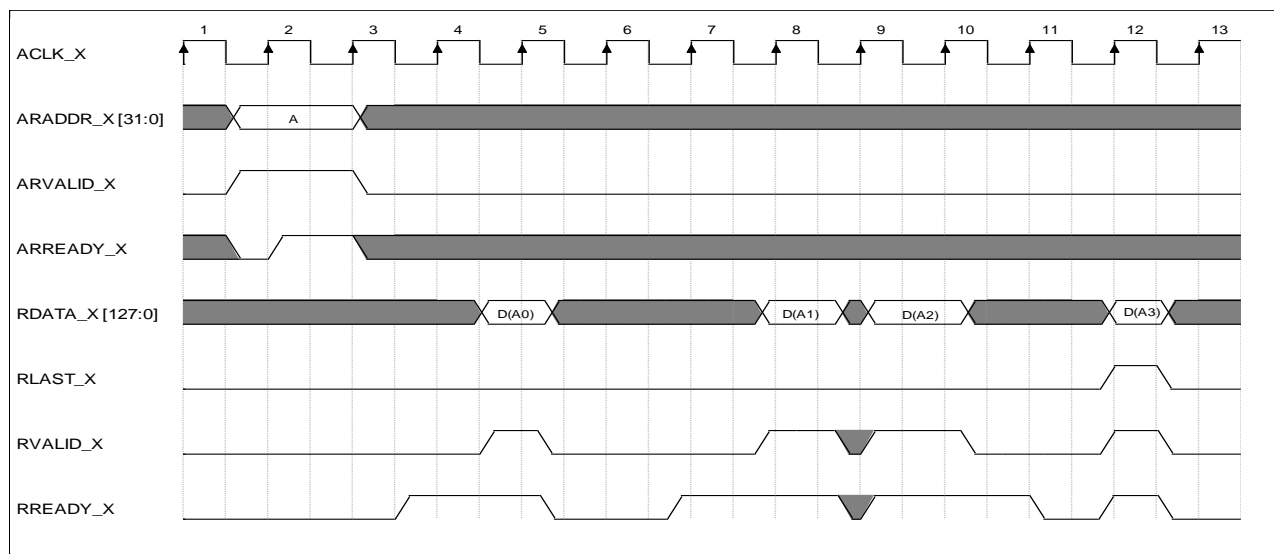 1 2 3 4 5 6 7 8 9 10 11 12 13
ACLK_X
ARADDR_X [31:0] A
ARVALID_X
ARREADY_X
RDATA_X [127:0] D(A0) D(A1) D(A2) D(A3)
RLAST_X
RVALID_X
RREADY_X